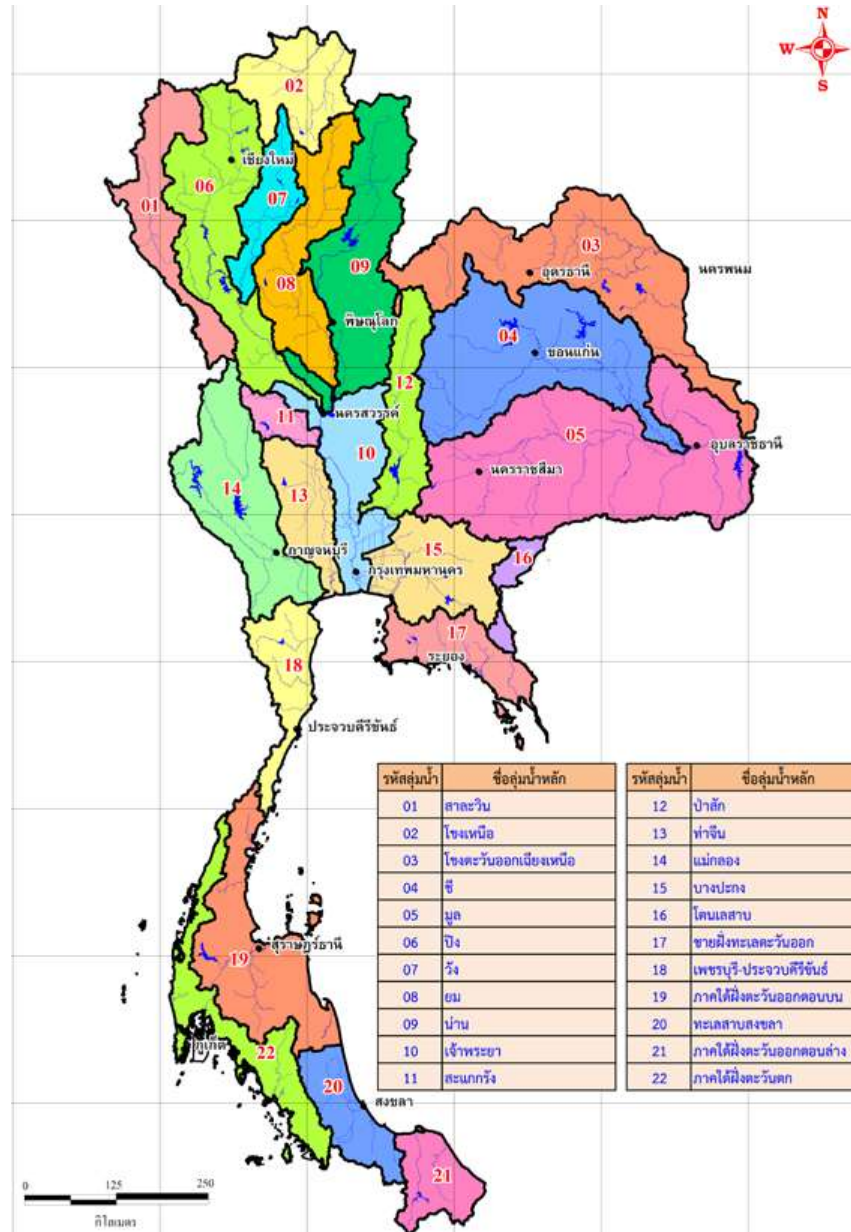 N
W E
S
02
เชียงใหม่
06
01
07
03
09
อุดรธานี
นครพนม
08
พิษณุโลก
04
ขอนแก่น
12
นครสวรรค์
11
05
อุบลราชธานี
10
นครราชสีมา
13
14
กาญจนบุรี
15
16
กรุงเทพมหานคร
17
ระยอง
18
ประจวบคีรีขันธ์
รหัสลุ่มน้ำ ชื่อลุ่มน้ำหลัก
01 สาละวิน
02 โขงเหนือ
03 โขงตะวันออกเฉียงเหนือ
04 ชี
05 มูล
06 ปิง
07 วัง
08 ยม
09 น่าน
10 เจ้าพระยา
11 สะแกกรัง
รหัสลุ่มน้ำ ชื่อลุ่มน้ำหลัก
12 ป่าสัก
13 ท่าจีน
14 แม่กลอง
15 บางปะกง
16 โตนเลสาบ
17 ชายฝั่งทะเลตะวันออก
18 เพชรบุรี-ประจวบคีรีขันธ์
19 ภาคใต้ฝั่งตะวันออกตอนบน
20 ทะเลสาบสงขลา
21 ภาคใต้ฝั่งตะวันออกตอนล่าง
22 ภาคใต้ฝั่งตะวันตก
สุราษฎร์ธานี
19
ภูเก็ต
22
20
สงขลา
21
0 125 250
กิโลเมตร